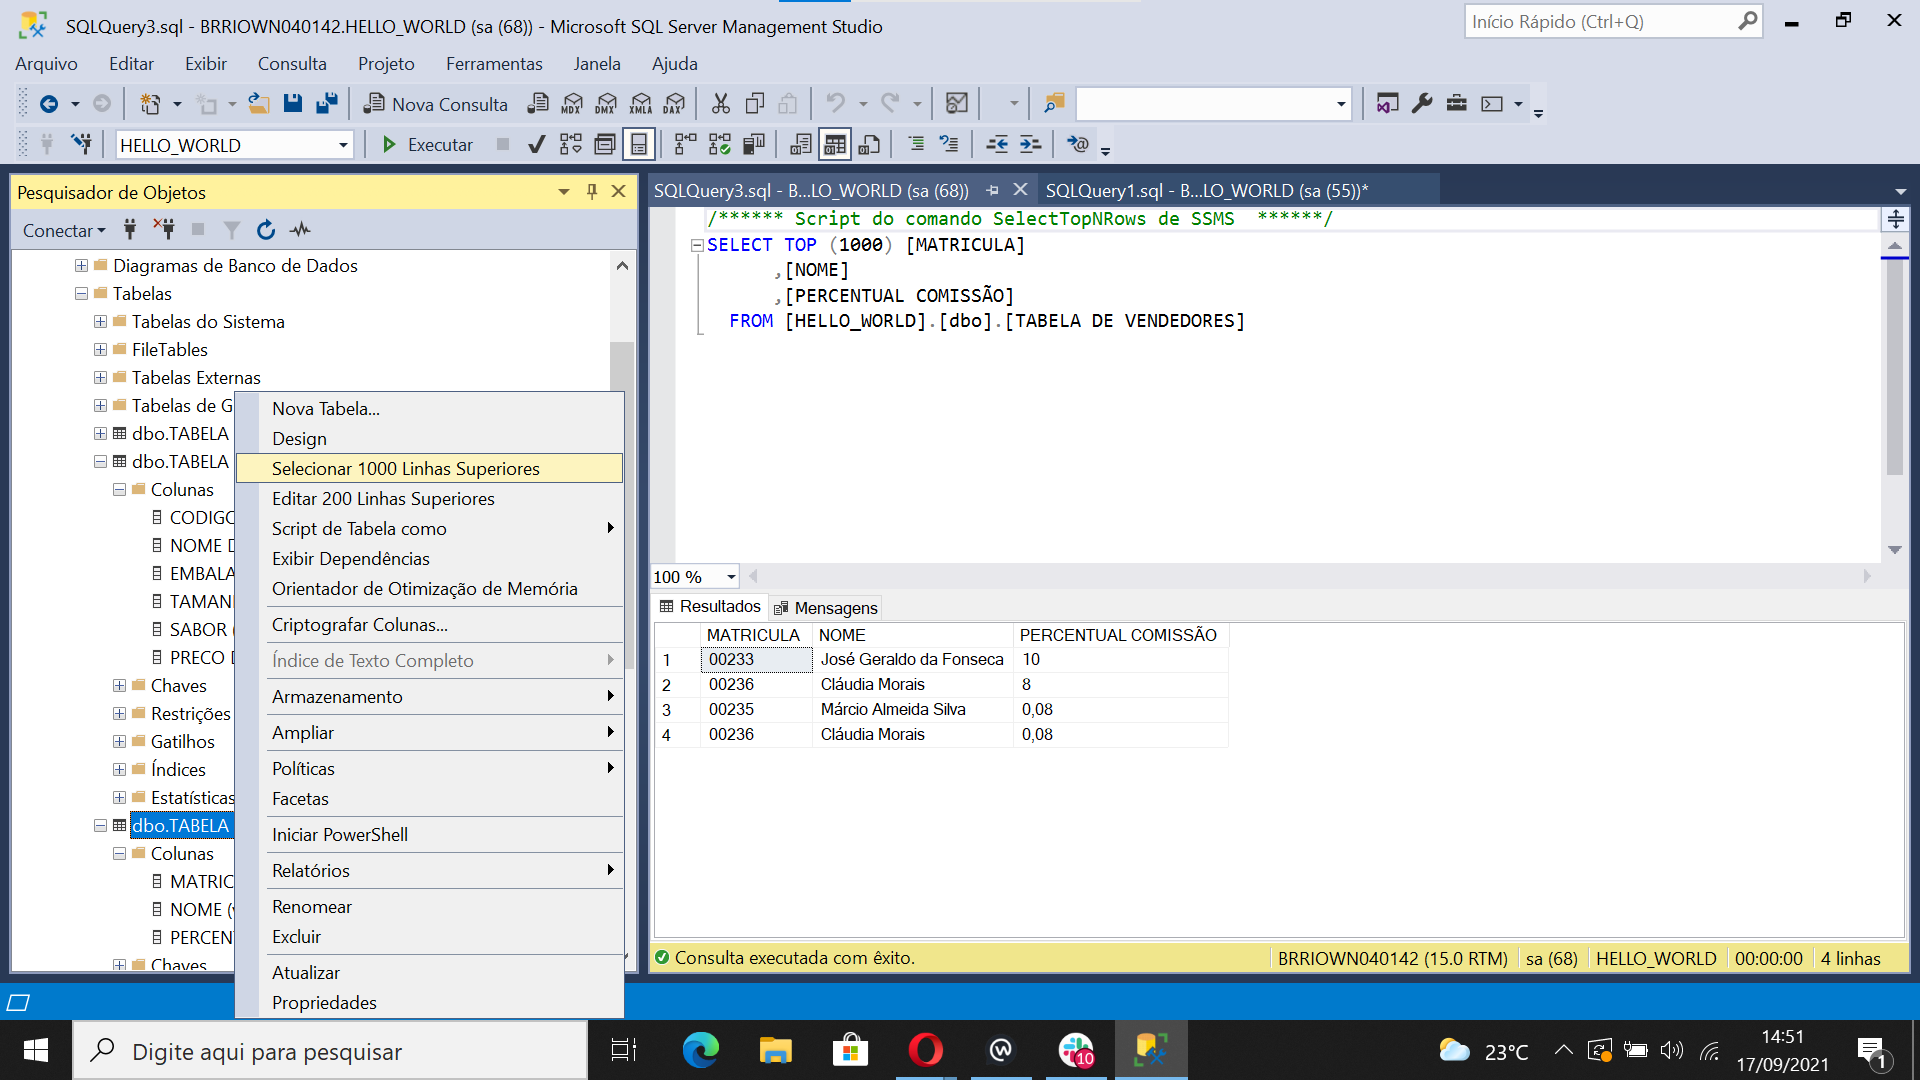 SQLQuery3.sql - BRRIOWN040142.HELLO_WORLD (sa (68)) - Microsoft SQL Server Management Studio
Início Rápido (Ctrl+Q)
Arquivo Editar Exibir Consulta Projeto Ferramentas Janela Ajuda
Nova Consulta MDX DMX XMLA DAX
HELLO_WORLD Executar
Pesquisador de Objetos
Conectar
Diagramas de Banco de Dados
Tabelas
Tabelas do Sistema
FileTables
Tabelas Externas
Tabelas de G
dbo.TABELA
dbo.TABELA
Colunas
CODIGO
NOME D
EMBALA
TAMAN
SABOR (
PRECO D
Chaves
Restrições
Gatilhos
Índices
Estatísticas
dbo.TABELA
Colunas
MATRIC
NOME (v
PERCEN
Chaves
Nova Tabela...
Design
Selecionar 1000 Linhas Superiores
Editar 200 Linhas Superiores
Script de Tabela como
Exibir Dependências
Orientador de Otimização de Memória
Criptografar Colunas...
Índice de Texto Completo
Armazenamento
Ampliar
Políticas
Facetas
Iniciar PowerShell
Relatórios
Renomear
Excluir
Atualizar
Propriedades
SQLQuery3.sql - B...LO_WORLD (sa (68)) SQLQuery1.sql - B...LO_WORLD (sa (55))*
/****** Script do comando SelectTopNRows de SSMS ******/
SELECT TOP (1000) [MATRICULA]
,[NOME]
,[PERCENTUAL COMISSÃO]
FROM [HELLO_WORLD].[dbo].[TABELA DE VENDEDORES]
100 %
Resultados Mensagens
MATRICULA NOME PERCENTUAL COMISSÃO
1 00233 José Geraldo da Fonseca 10
2 00236 Cláudia Morais 8
3 00235 Márcio Almeida Silva 0,08
4 00236 Cláudia Morais 0,08
Consulta executada com êxito. BRRIOWN040142 (15.0 RTM) sa (68) HELLO_WORLD 00:00:00 4 linhas
Digite aqui para pesquisar
10
23°C
14:51
17/09/2021
1